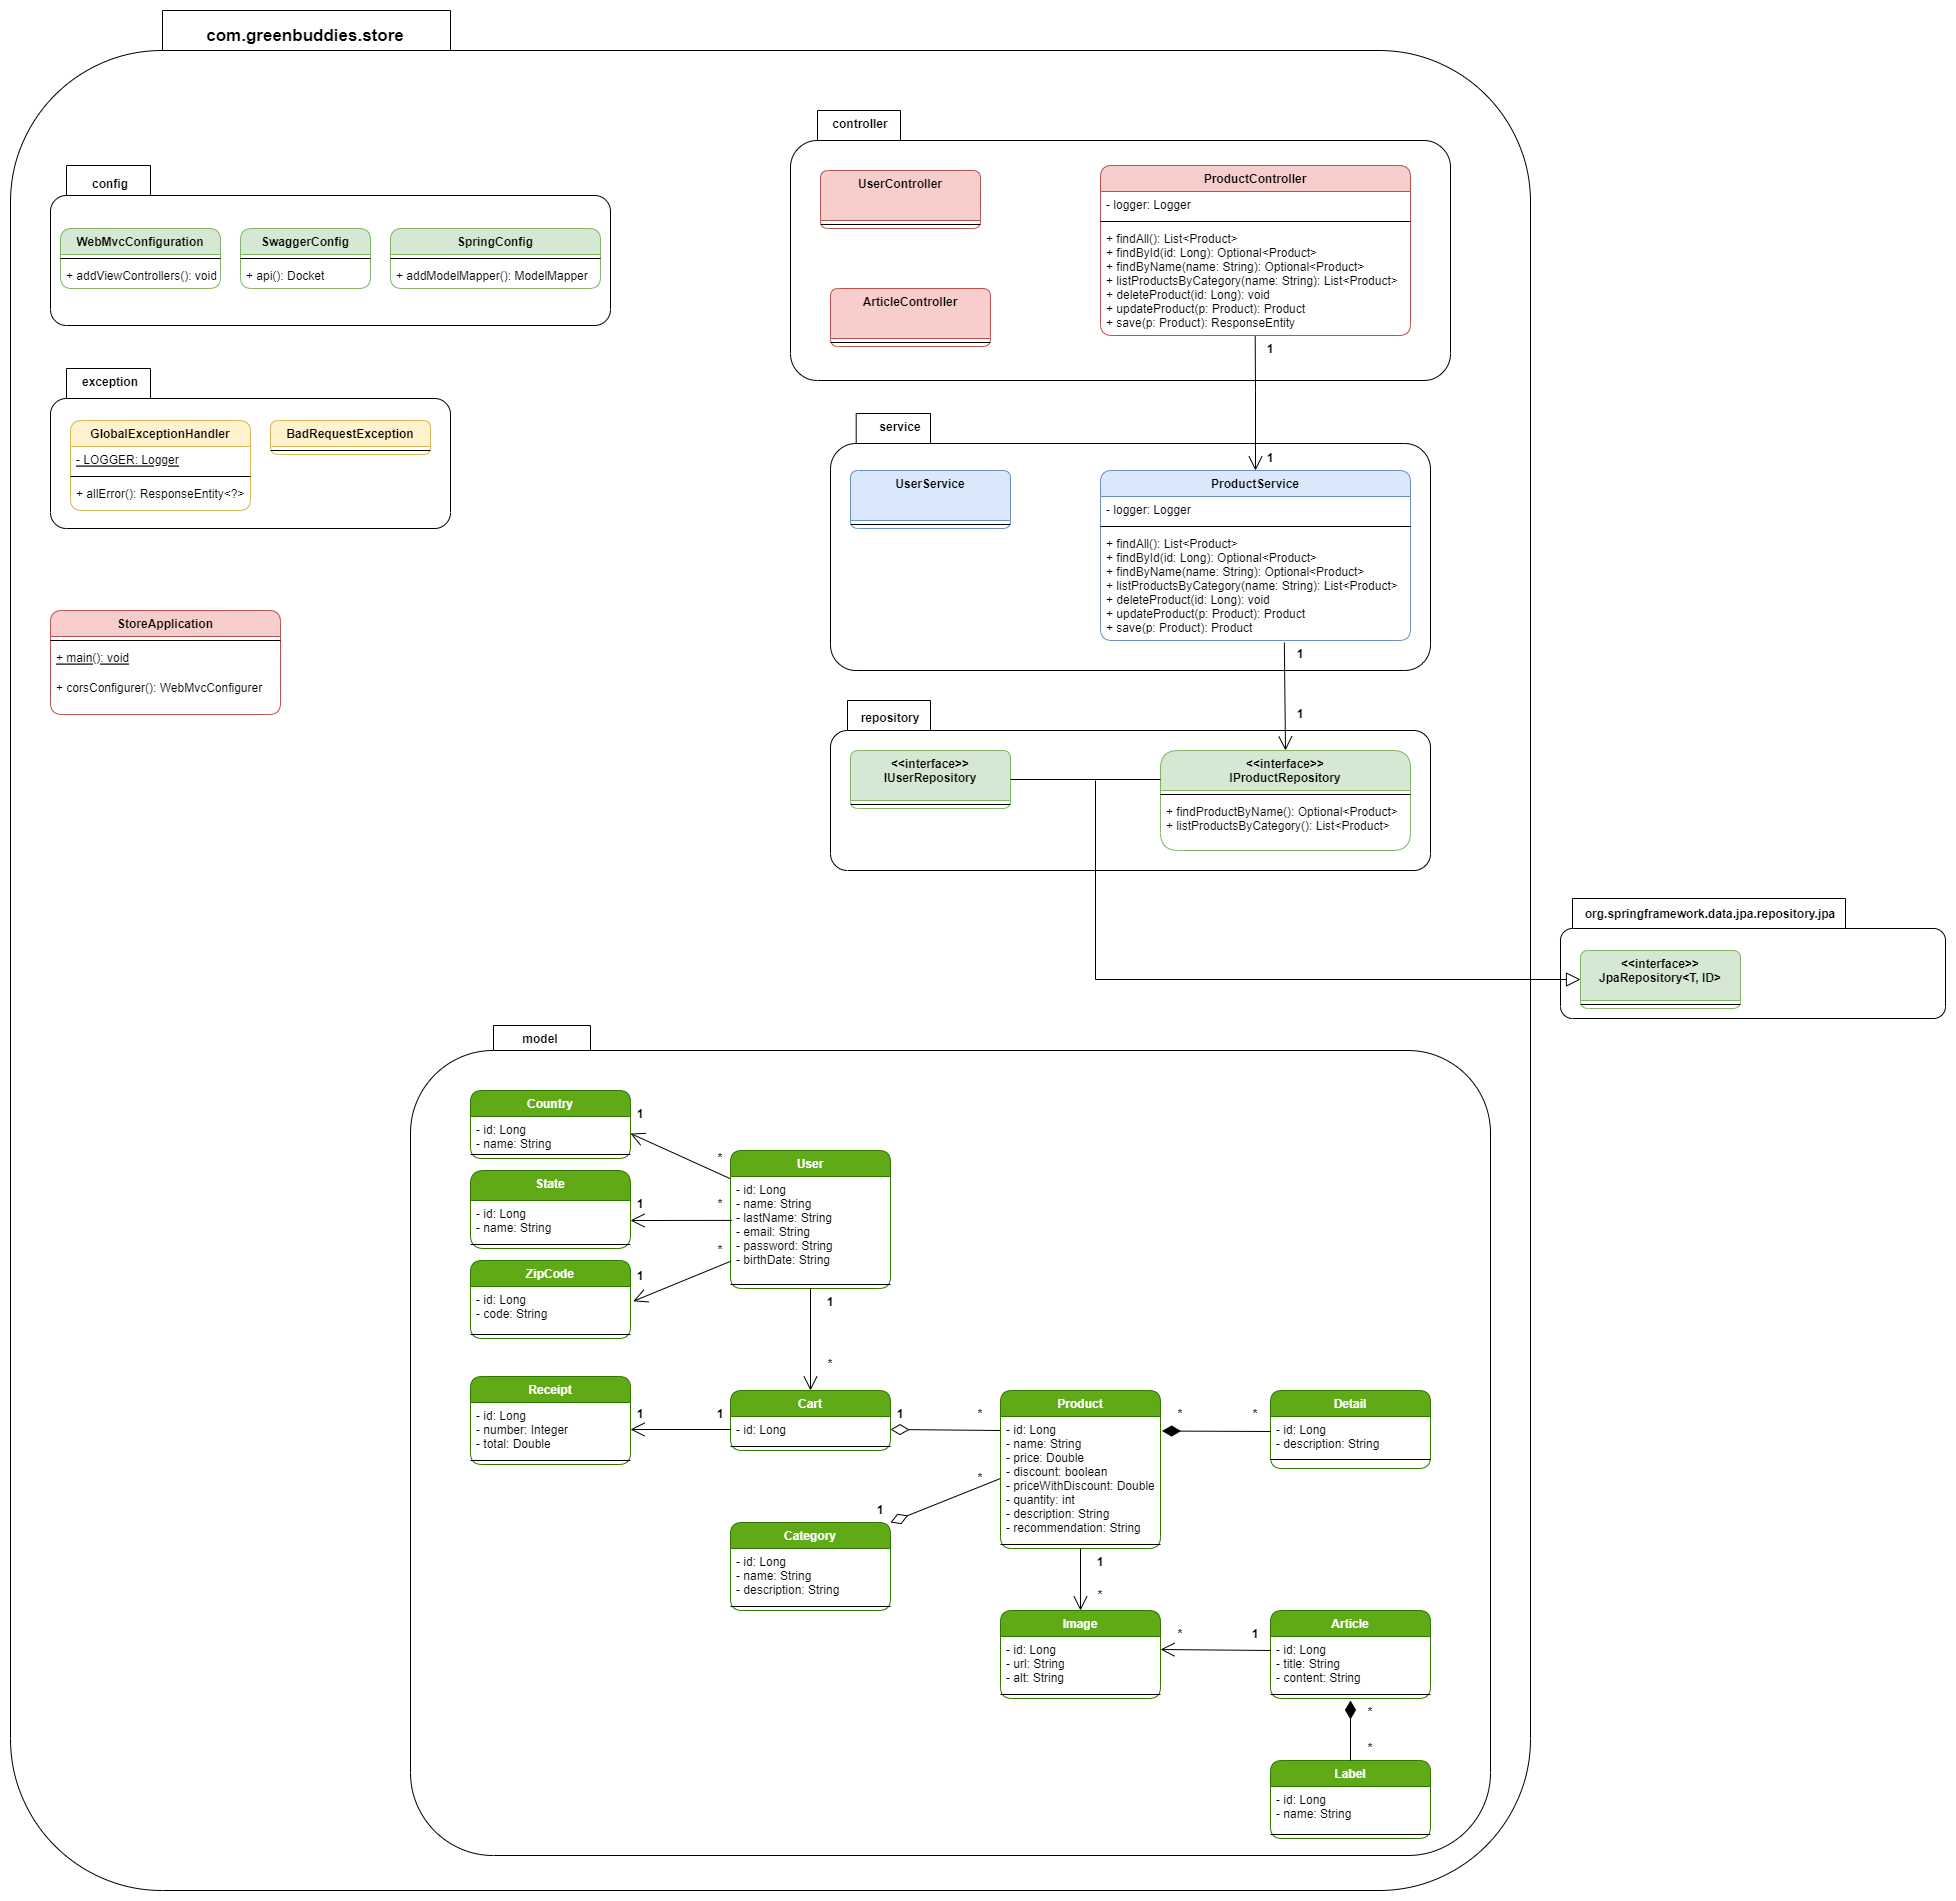 com.greenbuddies.store
config
WebMvcConfiguration
+ addViewControllers(): void
SwaggerConfig
+ api(): Docket
SpringConfig
+ addModelMapper(): ModelMapper
exception
GlobalExceptionHandler
- LOGGER: Logger
+ allError(): ResponseEntity<?>
BadRequestException
StoreApplication
+ main(): void
+ corsConfigurer(): WebMvcConfigurer
controller
UserController
ArticleController
ProductController
- logger: Logger
+ findAll(): List<Product>
+ findById(id: Long): Optional<Product>
+ findByName(name: String): Optional<Product>
+ listProductsByCategory(name: String): List<Product>
+ deleteProduct(id: Long): void
+ updateProduct(p: Product): Product
+ save(p: Product): ResponseEntity
1
1
service
UserService
ProductService
- logger: Logger
+ findAll(): List<Product>
+ findById(id: Long): Optional<Product>
+ findByName(name: String): Optional<Product>
+ listProductsByCategory(name: String): List<Product>
+ deleteProduct(id: Long): void
+ updateProduct(p: Product): Product
+ save(p: Product): Product
1
1
repository
<<interface>>
IUserRepository
<<interface>>
IProductRepository
+ findProductByName(): Optional<Product>
+ listProductsByCategory(): List<Product>
org.springframework.data.jpa.repository.jpa
<<interface>>
JpaRepository<T, ID>
model
Country
- id: Long
- name: String
1
*
State
- id: Long
- name: String
1
*
ZipCode
- id: Long
- code: String
1
*
User
- id: Long
- name: String
- lastName: String
- email: String
- password: String
- birthDate: String
1
*
Receipt
- id: Long
- number: Integer
- total: Double
1
1
Cart
- id: Long
1
*
Product
- id: Long
- name: String
- price: Double
- discount: boolean
- priceWithDiscount: Double
- quantity: int
- description: String
- recommendation: String
*
*
Detail
- id: Long
- description: String
*
1
Category
- id: Long
- name: String
- description: String
1
*
Image
- id: Long
- url: String
- alt: String
*
1
Article
- id: Long
- title: String
- content: String
*
*
Label
- id: Long
- name: String